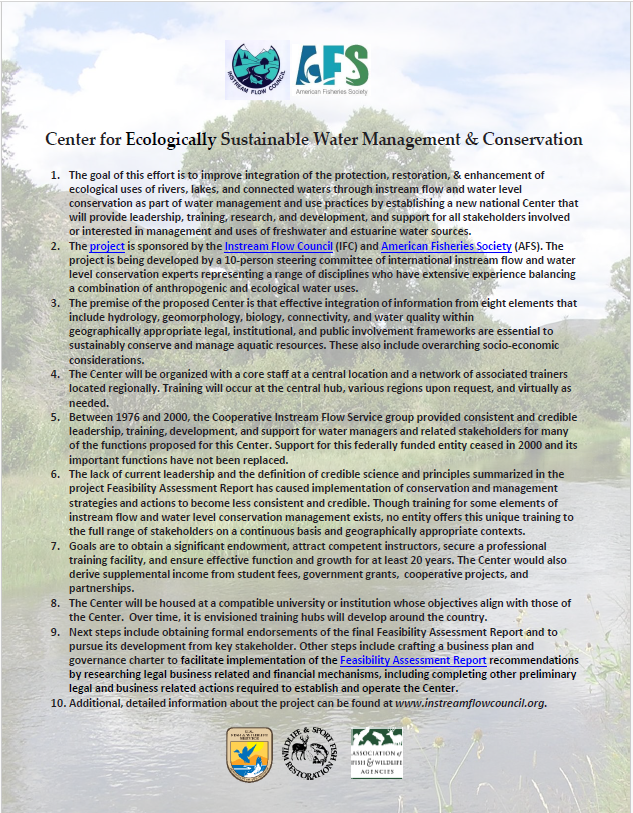 INSTREAM FLOW COUNCIL
AFS
American Fisheries Society
Center for Ecologically Sustainable Water Management & Conservation
1. The goal of this effort is to improve integration of the protection, restoration, & enhancement of
ecological uses of rivers, lakes, and connected waters through instream flow and water level
conservation as part of water management and use practices by establishing a new national Center that
will provide leadership, training, research, and development, and support for all stakeholders involved
or interested in management and uses of freshwater and estuarine water sources.
2. The project is sponsored by the Instream Flow Council (IFC) and American Fisheries Society (AFS). The
project is being developed by a 10-person steering committee of international instream flow and water
level conservation experts representing a range of disciplines who have extensive experience balancing
a combination of anthropogenic and ecological water uses.
3. The premise of the proposed Center is that effective integration of information from eight elements that
include hydrology, geomorphology, biology, connectivity, and water quality within
geographically appropriate legal, institutional, and public involvement frameworks are essential to
sustainably conserve and manage aquatic resources. These also include overarching socio-economic
considerations.
4. The Center will be organized with a core staff at a central location and a network of associated trainers
located regionally. Training will occur at the central hub, various regions upon request, and virtually as
needed.
5. Between 1976 and 2000, the Cooperative Instream Flow Service group provided consistent and credible
leadership, training, development, and support for water managers and related stakeholders for many
of the functions proposed for this Center. Support for this federally funded entity ceased in 2000 and its
important functions have not been replaced.
6. The lack of current leadership and the definition of credible science and principles summarized in the
project Feasibility Assessment Report has caused implementation of conservation and management
strategies and actions to become less consistent and credible. Though training for some elements of
instream flow and water level conservation management exists, no entity offers this unique training to
the full range of stakeholders on a continuous basis and geographically appropriate contexts.
7. Goals are to obtain a significant endowment, attract competent instructors, secure a professional
training facility, and ensure effective function and growth for at least 20 years. The Center would also
derive supplemental income from student fees, government grants, cooperative projects, and
partnerships.
8. The Center will be housed at a compatible university or institution whose objectives align with those of
the Center. Over time, it is envisioned training hubs will develop around the country.
9. Next steps include obtaining formal endorsements of the final Feasibility Assessment Report and to
pursue its development from key stakeholder. Other steps include crafting a business plan and
governance charter to facilitate implementation of the Feasibility Assessment Report recommendations
by researching legal business related and financial mechanisms, including completing other preliminary
legal and business related actions required to establish and operate the Center.
10. Additional, detailed information about the project can be found at www.instreamflowcouncil.org.
U.S.
FISH & WILDLIFE
SERVICE
WILDLIFE & SPORT FISH
RESTORATION
ASSOCIATION of
FISH & WILDLIFE
AGENCIES